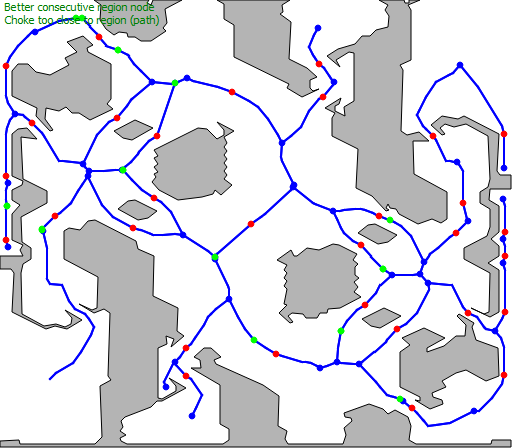 Better consecutive region node
Choke too close to region (path)